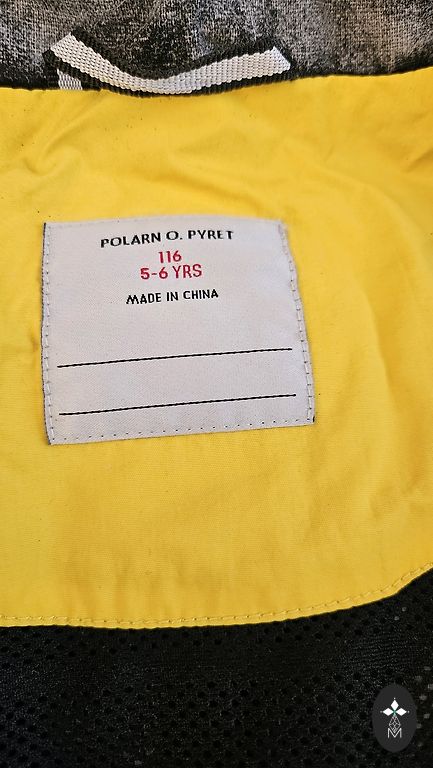 POLARN O. PYRET
116
5-6 YRS
MADE IN CHINA
M